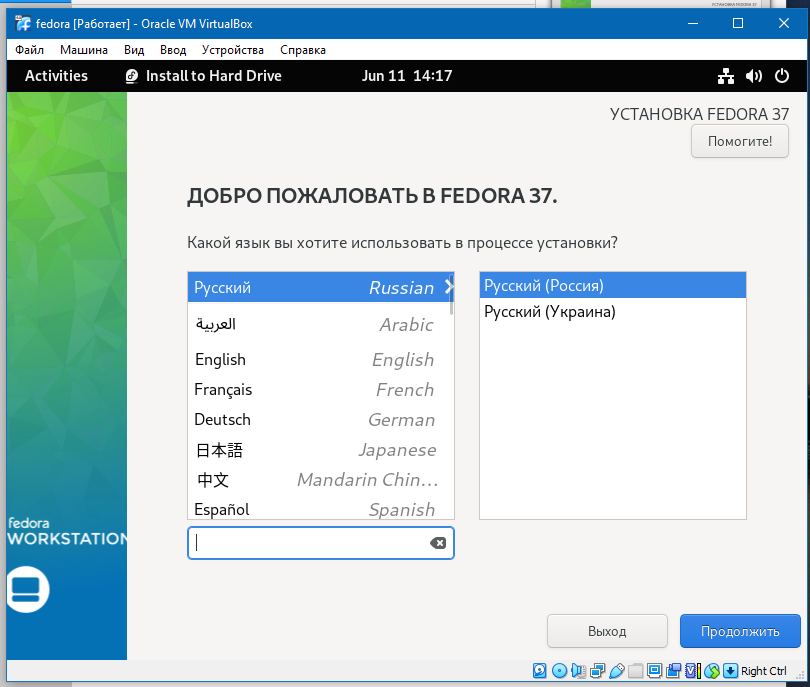 fedora [Работает] - Oracle VM VirtualBox
Файл Машина Вид Ввод Устройства Справка
Activities Install to Hard Drive Jun 11 14:17
УСТАНОВКА FEDORA 37
Помогите!
ДОБРО ПОЖАЛОВАТЬ В FEDORA 37.
Какой язык вы хотите использовать в процессе установки?
Русский Russian Русский (Россия)
العربية Arabic Русский (Украина)
English English
Français French
Deutsch German
日本語 Japanese
中文 Mandarin Chin...
Español Spanish
fedora
WORKSTATION
Выход Продолжить
Right Ctrl